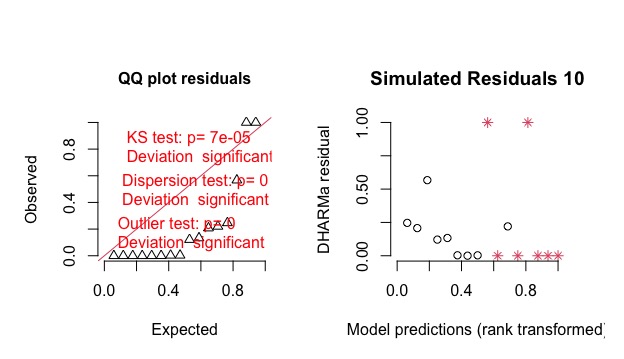 QQ plot residuals
Simulated Residuals 10
KS test: p= 7e-05
Deviation  significant
Dispersion test: p= 0
Deviation  significant
Outlier test: p= 0
Deviation  significant
Observed
0.0
0.4
0.8
0.0
0.4
0.8
Expected
DHARMa residual
0.00
0.50
1.00
0.0
0.4
0.8
Model predictions (rank transformed)